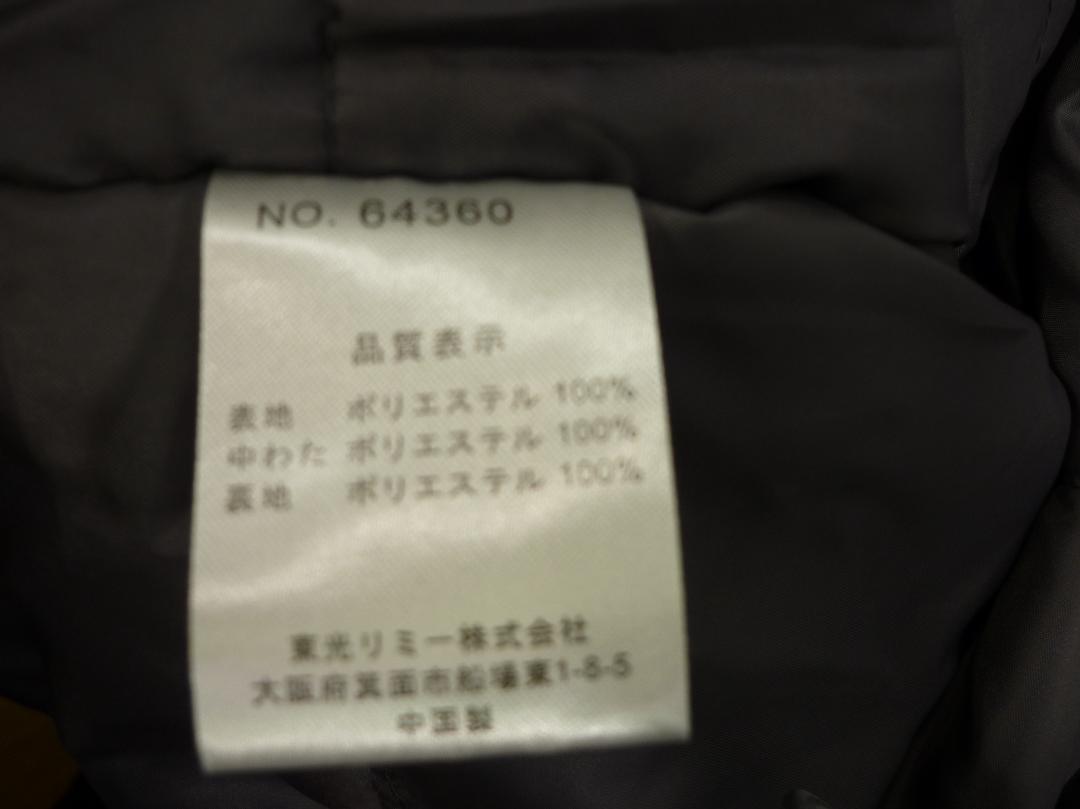 NO. 64360
品質表示
表地 ポリエステル 100%
中わた ポリエステル 100%
裏地 ポリエステル 100%
東光リミー株式会社
大阪府箕面市船場東1-8-5
中国製